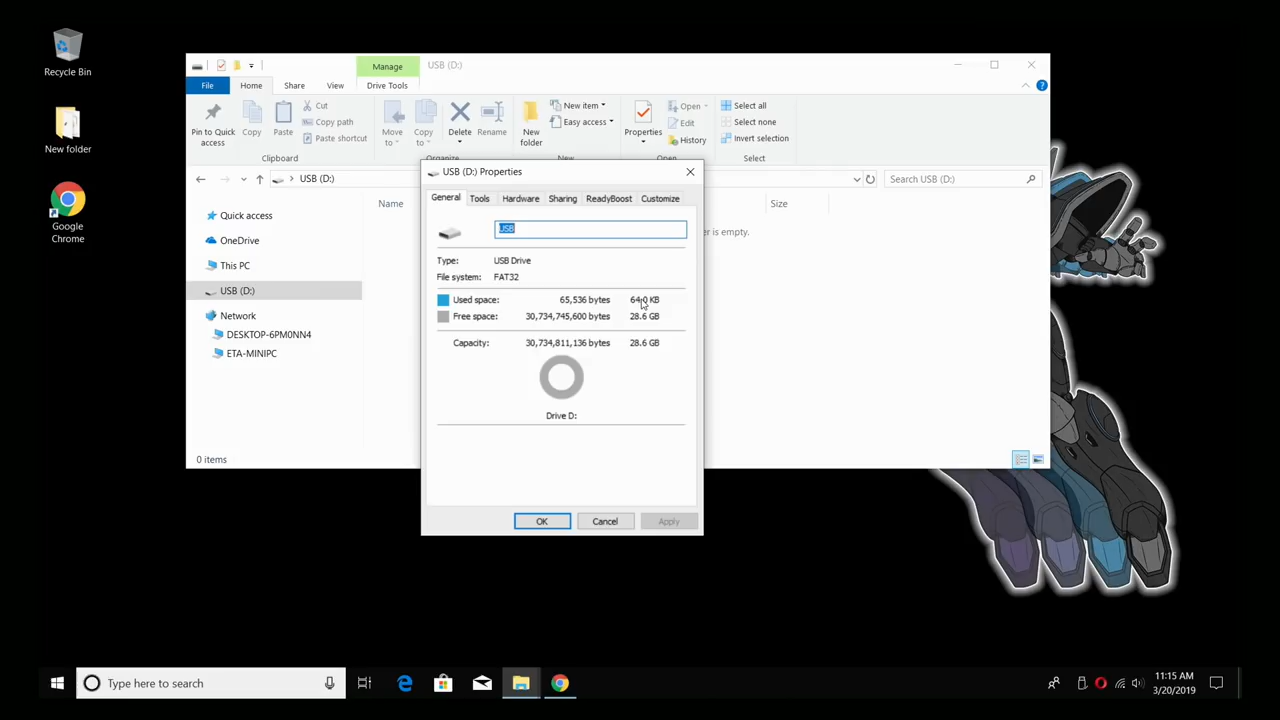 Recycle Bin
New folder
Google
Chrome
Manage
USB (D:)
File
Home
Share
View
Drive Tools
Pin to Quick
access
Copy
Paste
Cut
Copy path
Paste shortcut
Clipboard
Move
to
Copy
to
Delete
Rename
Organize
New
folder
New item
Easy access
New
Properties
Open
Edit
History
Open
Select all
Select none
Invert selection
Select
USB (D:)
Search USB (D:)
Quick access
OneDrive
This PC
USB (D:)
Network
DESKTOP-6PM0NN4
ETA-MINIPC
Name
Size
is empty.
0 items
USB (D:) Properties
General
Tools
Hardware
Sharing
ReadyBoost
Customize
USB
Type: USB Drive
File system: FAT32
Used space: 65,536 bytes 64.0 KB
Free space: 30,734,745,600 bytes 28.6 GB
Capacity: 30,734,811,136 bytes 28.6 GB
Drive D:
OK
Cancel
Apply
Type here to search
11:15 AM
3/20/2019